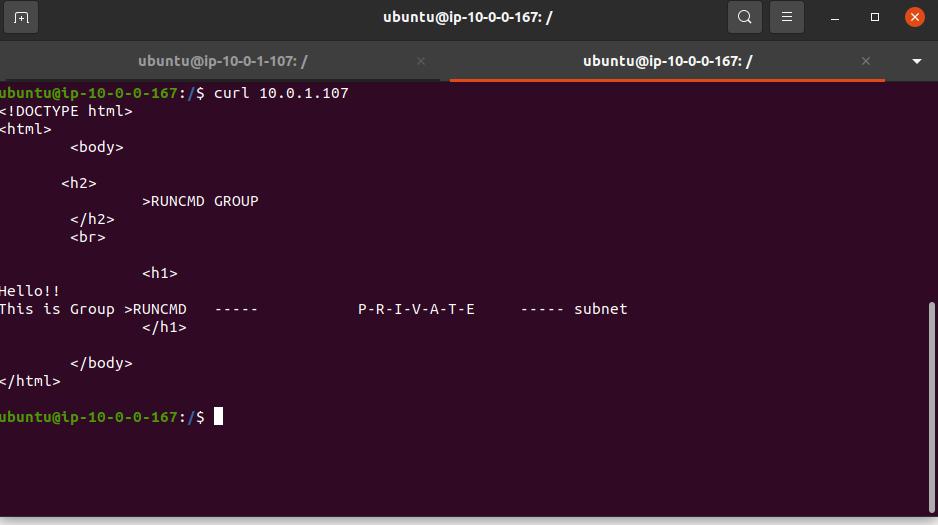 ubuntu@ip-10-0-0-167: /
ubuntu@ip-10-0-1-107: /
ubuntu@ip-10-0-0-167: /
ubuntu@ip-10-0-0-167:/$ curl 10.0.1.107
<!DOCTYPE html>
<html>
<body>
<h2>
>RUNCMD GROUP
</h2>
<br>
<h1>
Hello!!
This is Group >RUNCMD ----- P-R-I-V-A-T-E ----- subnet
</h1>
</body>
</html>
ubuntu@ip-10-0-0-167:/$